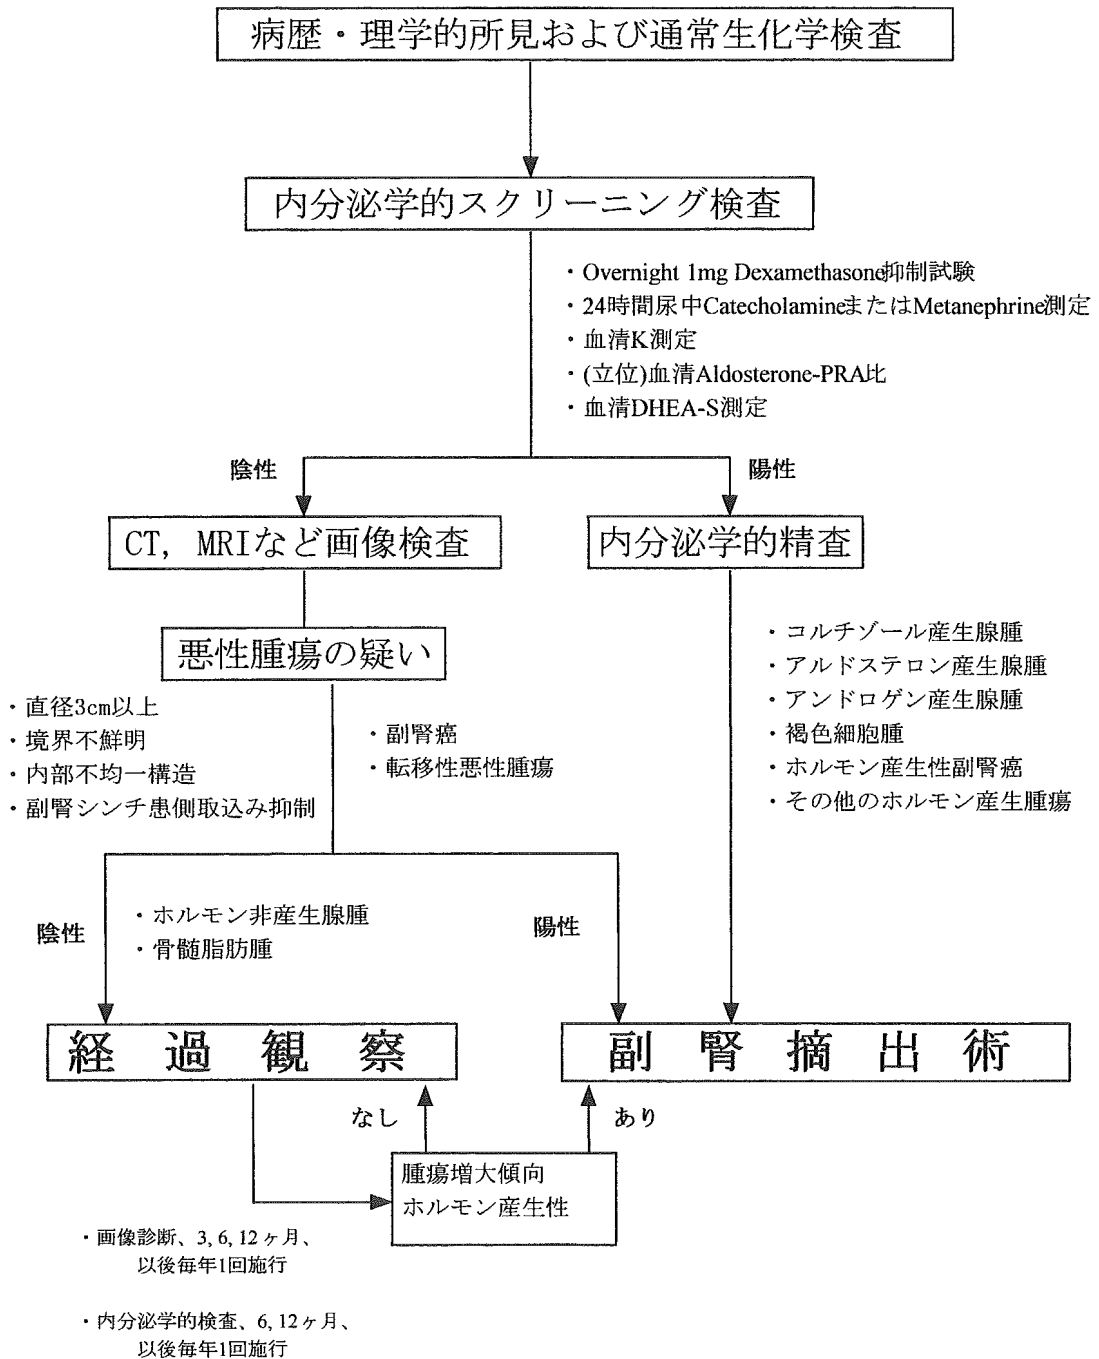 病歴・理学的所見および通常生化学検査
内分泌学的スクリーニング検査
・Overnight 1mg Dexamethasone抑制試験
・24時間尿中CatecholamineまたはMetanephrine測定
・血清K測定
・(立位)血清Aldosterone-PRA比
・血清DHEA-S測定
陰性
陽性
CT, MRIなど画像検査
内分泌学的精査
悪性腫瘍の疑い
・直径3cm以上
・境界不鮮明
・内部不均一構造
・副腎シンチ患側取込み抑制
・副腎癌
・転移性悪性腫瘍
・コルチゾール産生腺腫
・アルドステロン産生腺腫
・アンドロゲン産生腺腫
・褐色細胞腫
・ホルモン産生性副腎癌
・その他のホルモン産生腫瘍
陰性
・ホルモン非産生腺腫
・骨髄脂肪腫
陽性
経過観察
副腎摘出術
なし
あり
腫瘍増大傾向
ホルモン産生性
・画像診断、3, 6, 12ヶ月、
以後毎年1回施行
・内分泌学的検査、6, 12ヶ月、
以後毎年1回施行